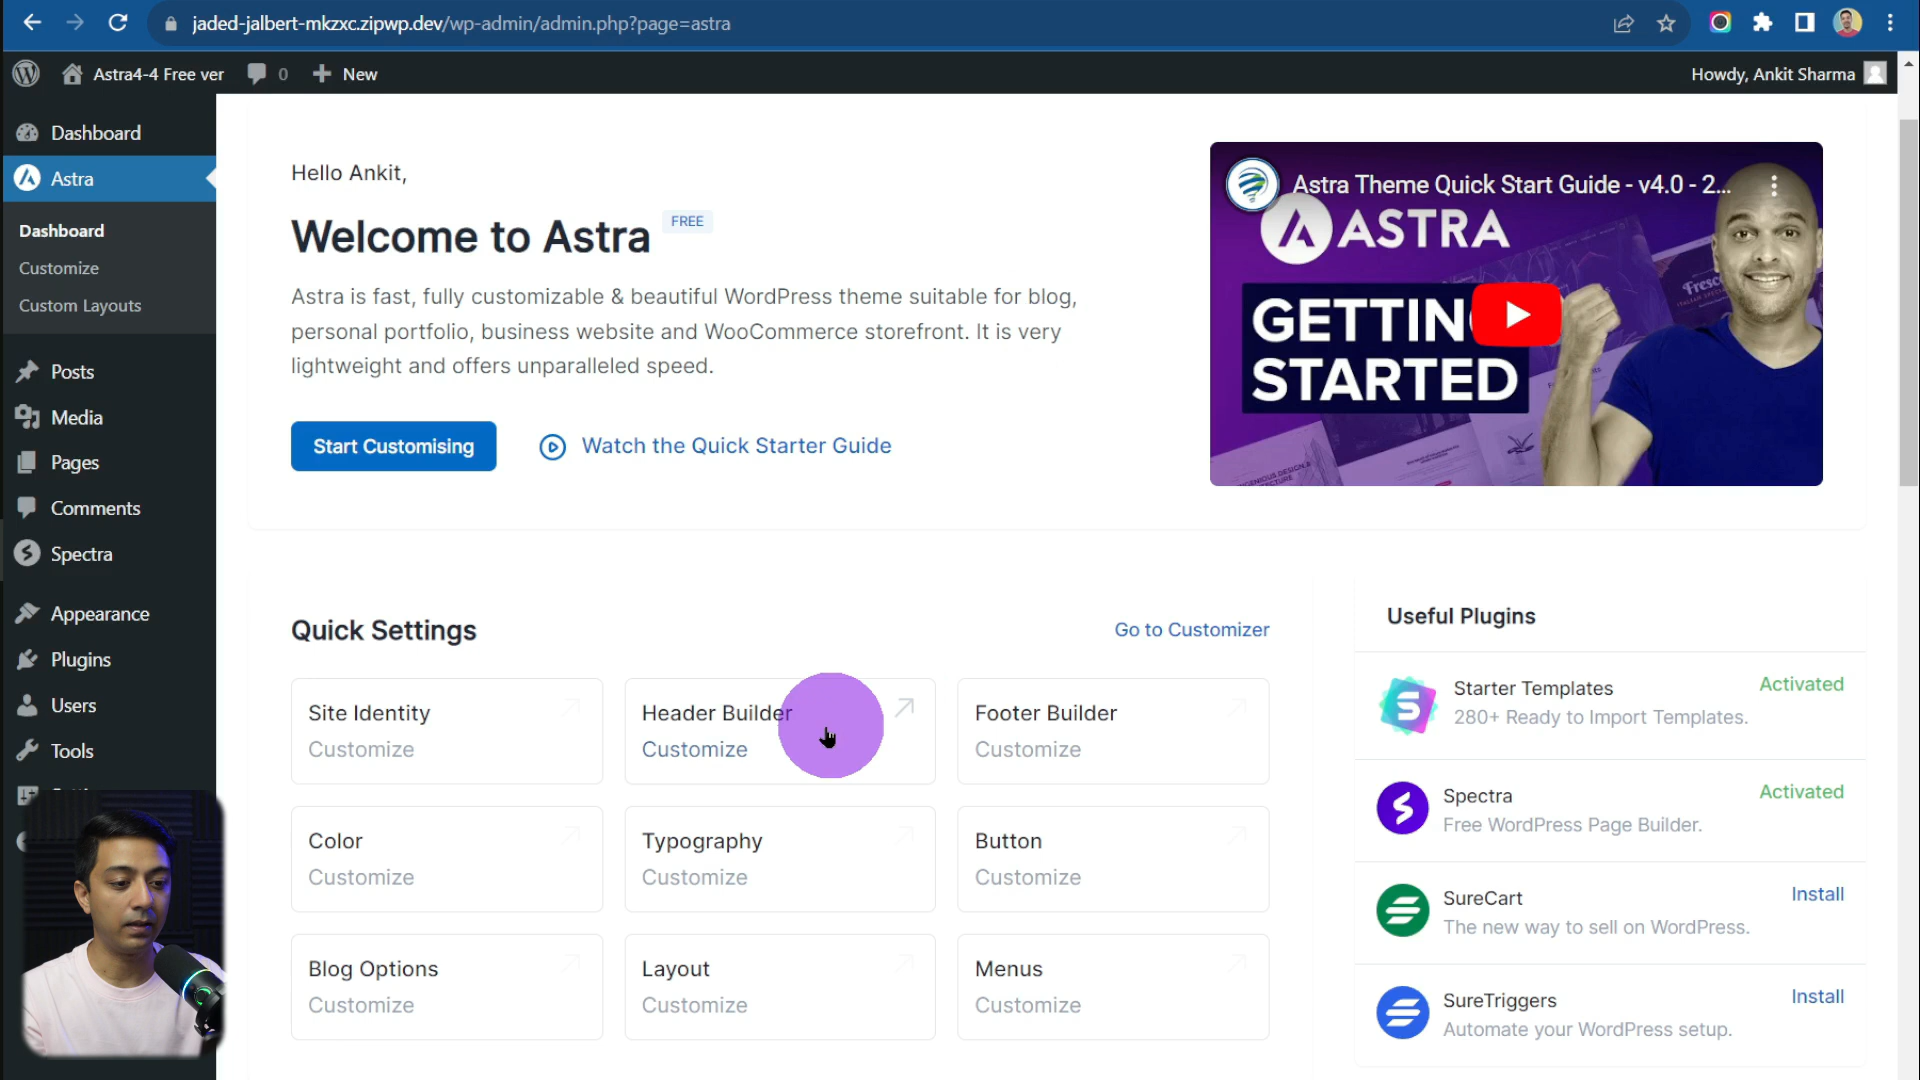 jaded-jalbert-mkzxc.zipwp.dev/wp-admin/admin.php?page=astra
Astra4-4 Free ver
0
New
Howdy, Ankit Sharma
Dashboard
Astra
Dashboard
Customize
Custom Layouts
Posts
Media
Pages
Comments
Spectra
Appearance
Plugins
Users
Tools
Hello Ankit,
Welcome to Astra FREE
Astra is fast, fully customizable & beautiful WordPress theme suitable for blog,
personal portfolio, business website and WooCommerce storefront. It is very
lightweight and offers unparalleled speed.
Start Customising
Watch the Quick Starter Guide
Astra Theme Quick Start Guide - v4.0 - 2...
ASTRA
GETTIN
STARTED
Quick Settings
Go to Customizer
Site Identity
Customize
Header Builder
Customize
Footer Builder
Customize
Color
Customize
Typography
Customize
Button
Customize
Blog Options
Customize
Layout
Customize
Menus
Customize
Useful Plugins
Starter Templates
Activated
280+ Ready to Import Templates.
Spectra
Activated
Free WordPress Page Builder.
SureCart
Install
The new way to sell on WordPress.
SureTriggers
Install
Automate your WordPress setup.